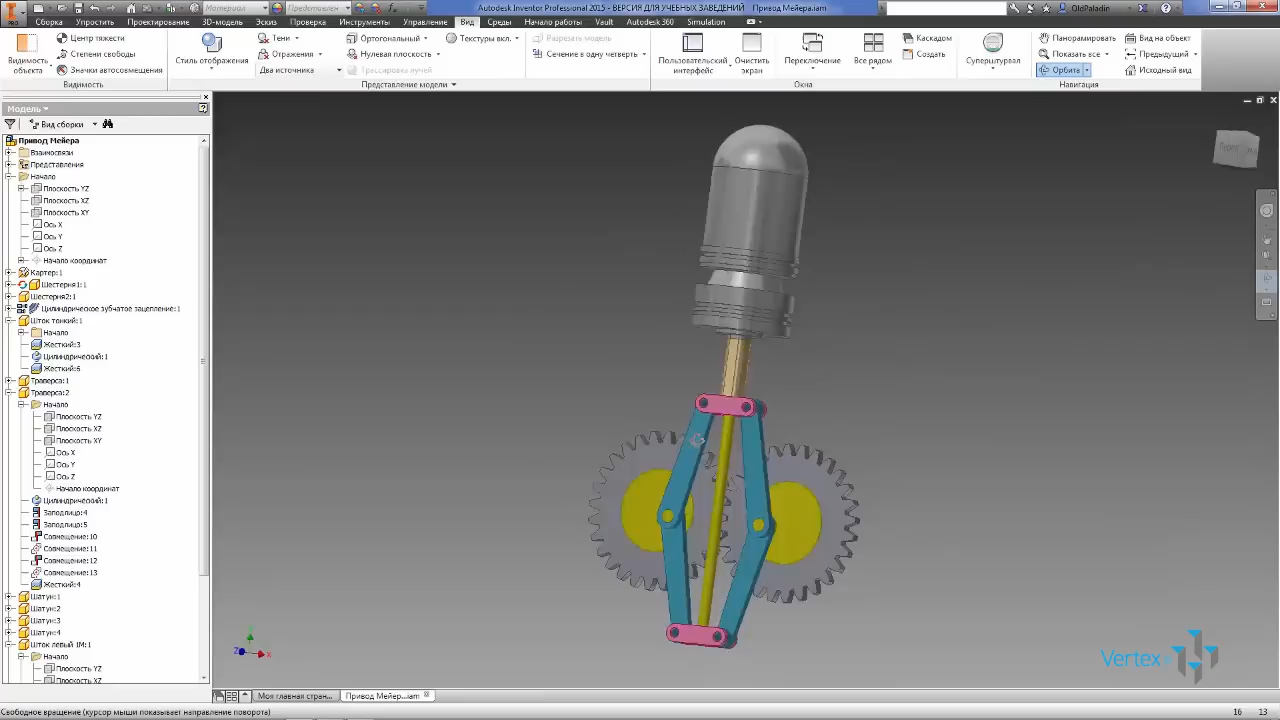 Материал
Представлен
Autodesk Inventor Professional 2015 - ВЕРСИЯ ДЛЯ УЧЕБНЫХ ЗАВЕДЕНИЙ
Привод Мейера.iam
OldPaladin
PRO
Сборка Упростить Проектирование 3D-модель Эскиз Проверка Инструменты Управление Вид Среды Начало работы Vault Autodesk 360 Simulation
Видимость объекта
Центр тяжести
Степени свободы
Значки автосовмещения
Стиль отображения
Тени
Отражения
Два источника
Ортогональный
Нулевая плоскость
Трассировка лучей
Текстуры вкл.
Разрезать модель
Сечение в одну четверть
Пользовательский интерфейс
Очистить экран
Переключение
Все рядом
Каскадом
Создать
Суперштурвал
Панорамировать
Показать все
Орбита
Вид на объект
Предыдущий
Исходный вид
Видимость
Представление модели
Окна
Навигация
Модель
Вид сборки
Привод Мейера
Взаимосвязи
Представления
Начало
Плоскость YZ
Плоскость XZ
Плоскость XY
Ось X
Ось Y
Ось Z
Начало координат
Картер:1
Шестерня1:1
Шестерня2:1
Цилиндрическое зубчатое зацепление:1
Шток тонкий:1
Начало
Жесткий:3
Цилиндрический:1
Жесткий:6
Траверса:1
Траверса:2
Начало
Плоскость YZ
Плоскость XZ
Плоскость XY
Ось X
Ось Y
Ось Z
Начало координат
Цилиндрический:1
Заподлицо:4
Заподлицо:5
Совмещение:10
Совмещение:11
Совмещение:12
Совмещение:13
Жесткий:4
Шатун:1
Шатун:2
Шатун:3
Шатун:4
Шток левый 1М:1
Начало
Плоскость YZ
Плоскость XZ
Z
Y
X
Vertex
Моя главная стран...
Привод Мейер...iam
Свободное вращение (курсор мыши показывает направление поворота)
16 13